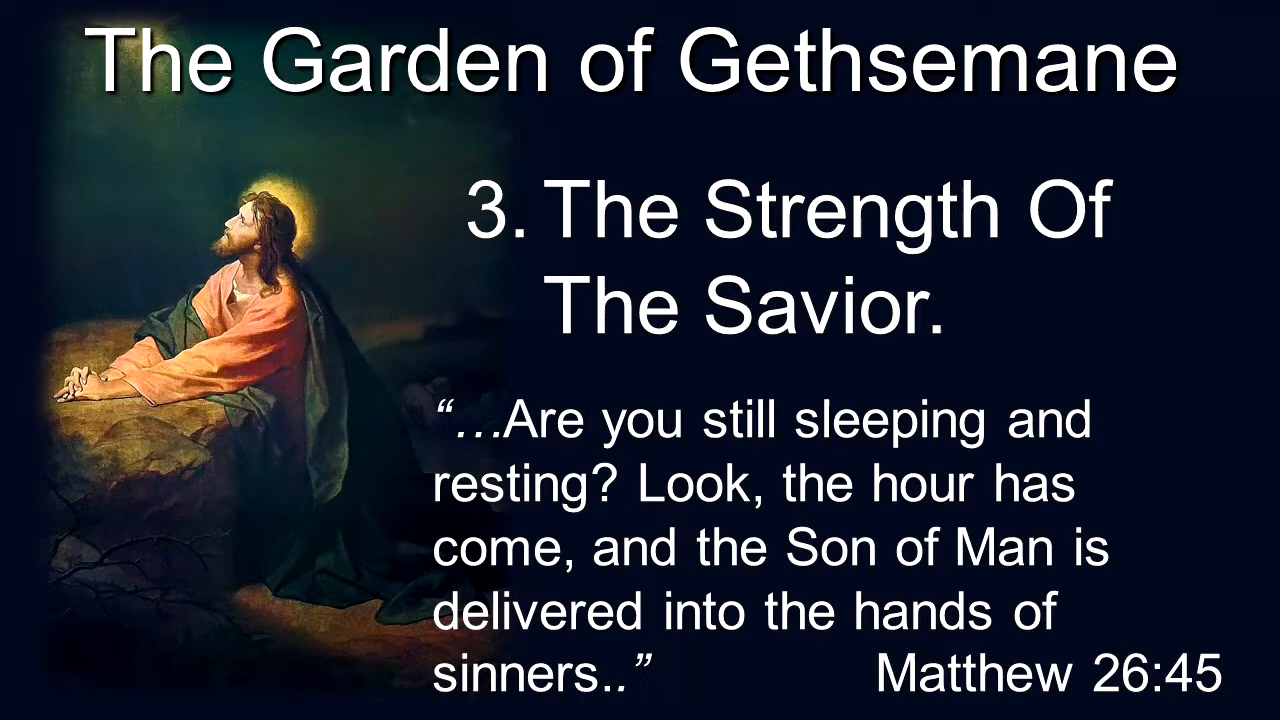 The Garden of Gethsemane
3. The Strength Of
The Savior.
“…Are you still sleeping and
resting? Look, the hour has
come, and the Son of Man is
delivered into the hands of
sinners..” Matthew 26:45